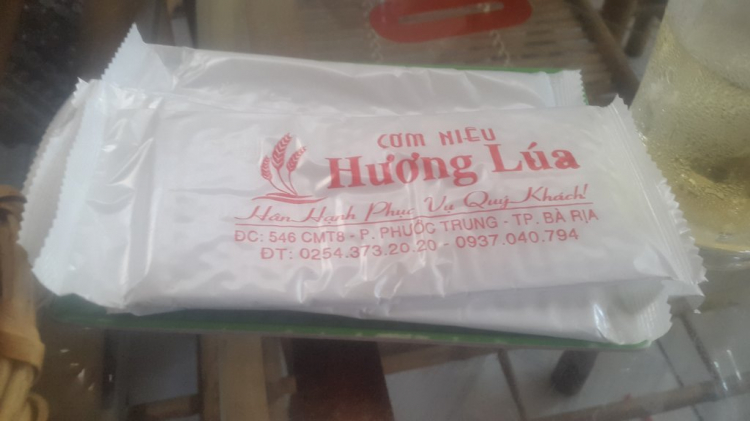 CƠM NIÊU
Hương Lúa
Hân Hạnh Phục Vụ Quý Khách!
ĐC: 546 CMT8 - P. PHƯỚC TRUNG - TP. BÀ RỊA
ĐT: 0254.373.20.20 - 0937.040.794